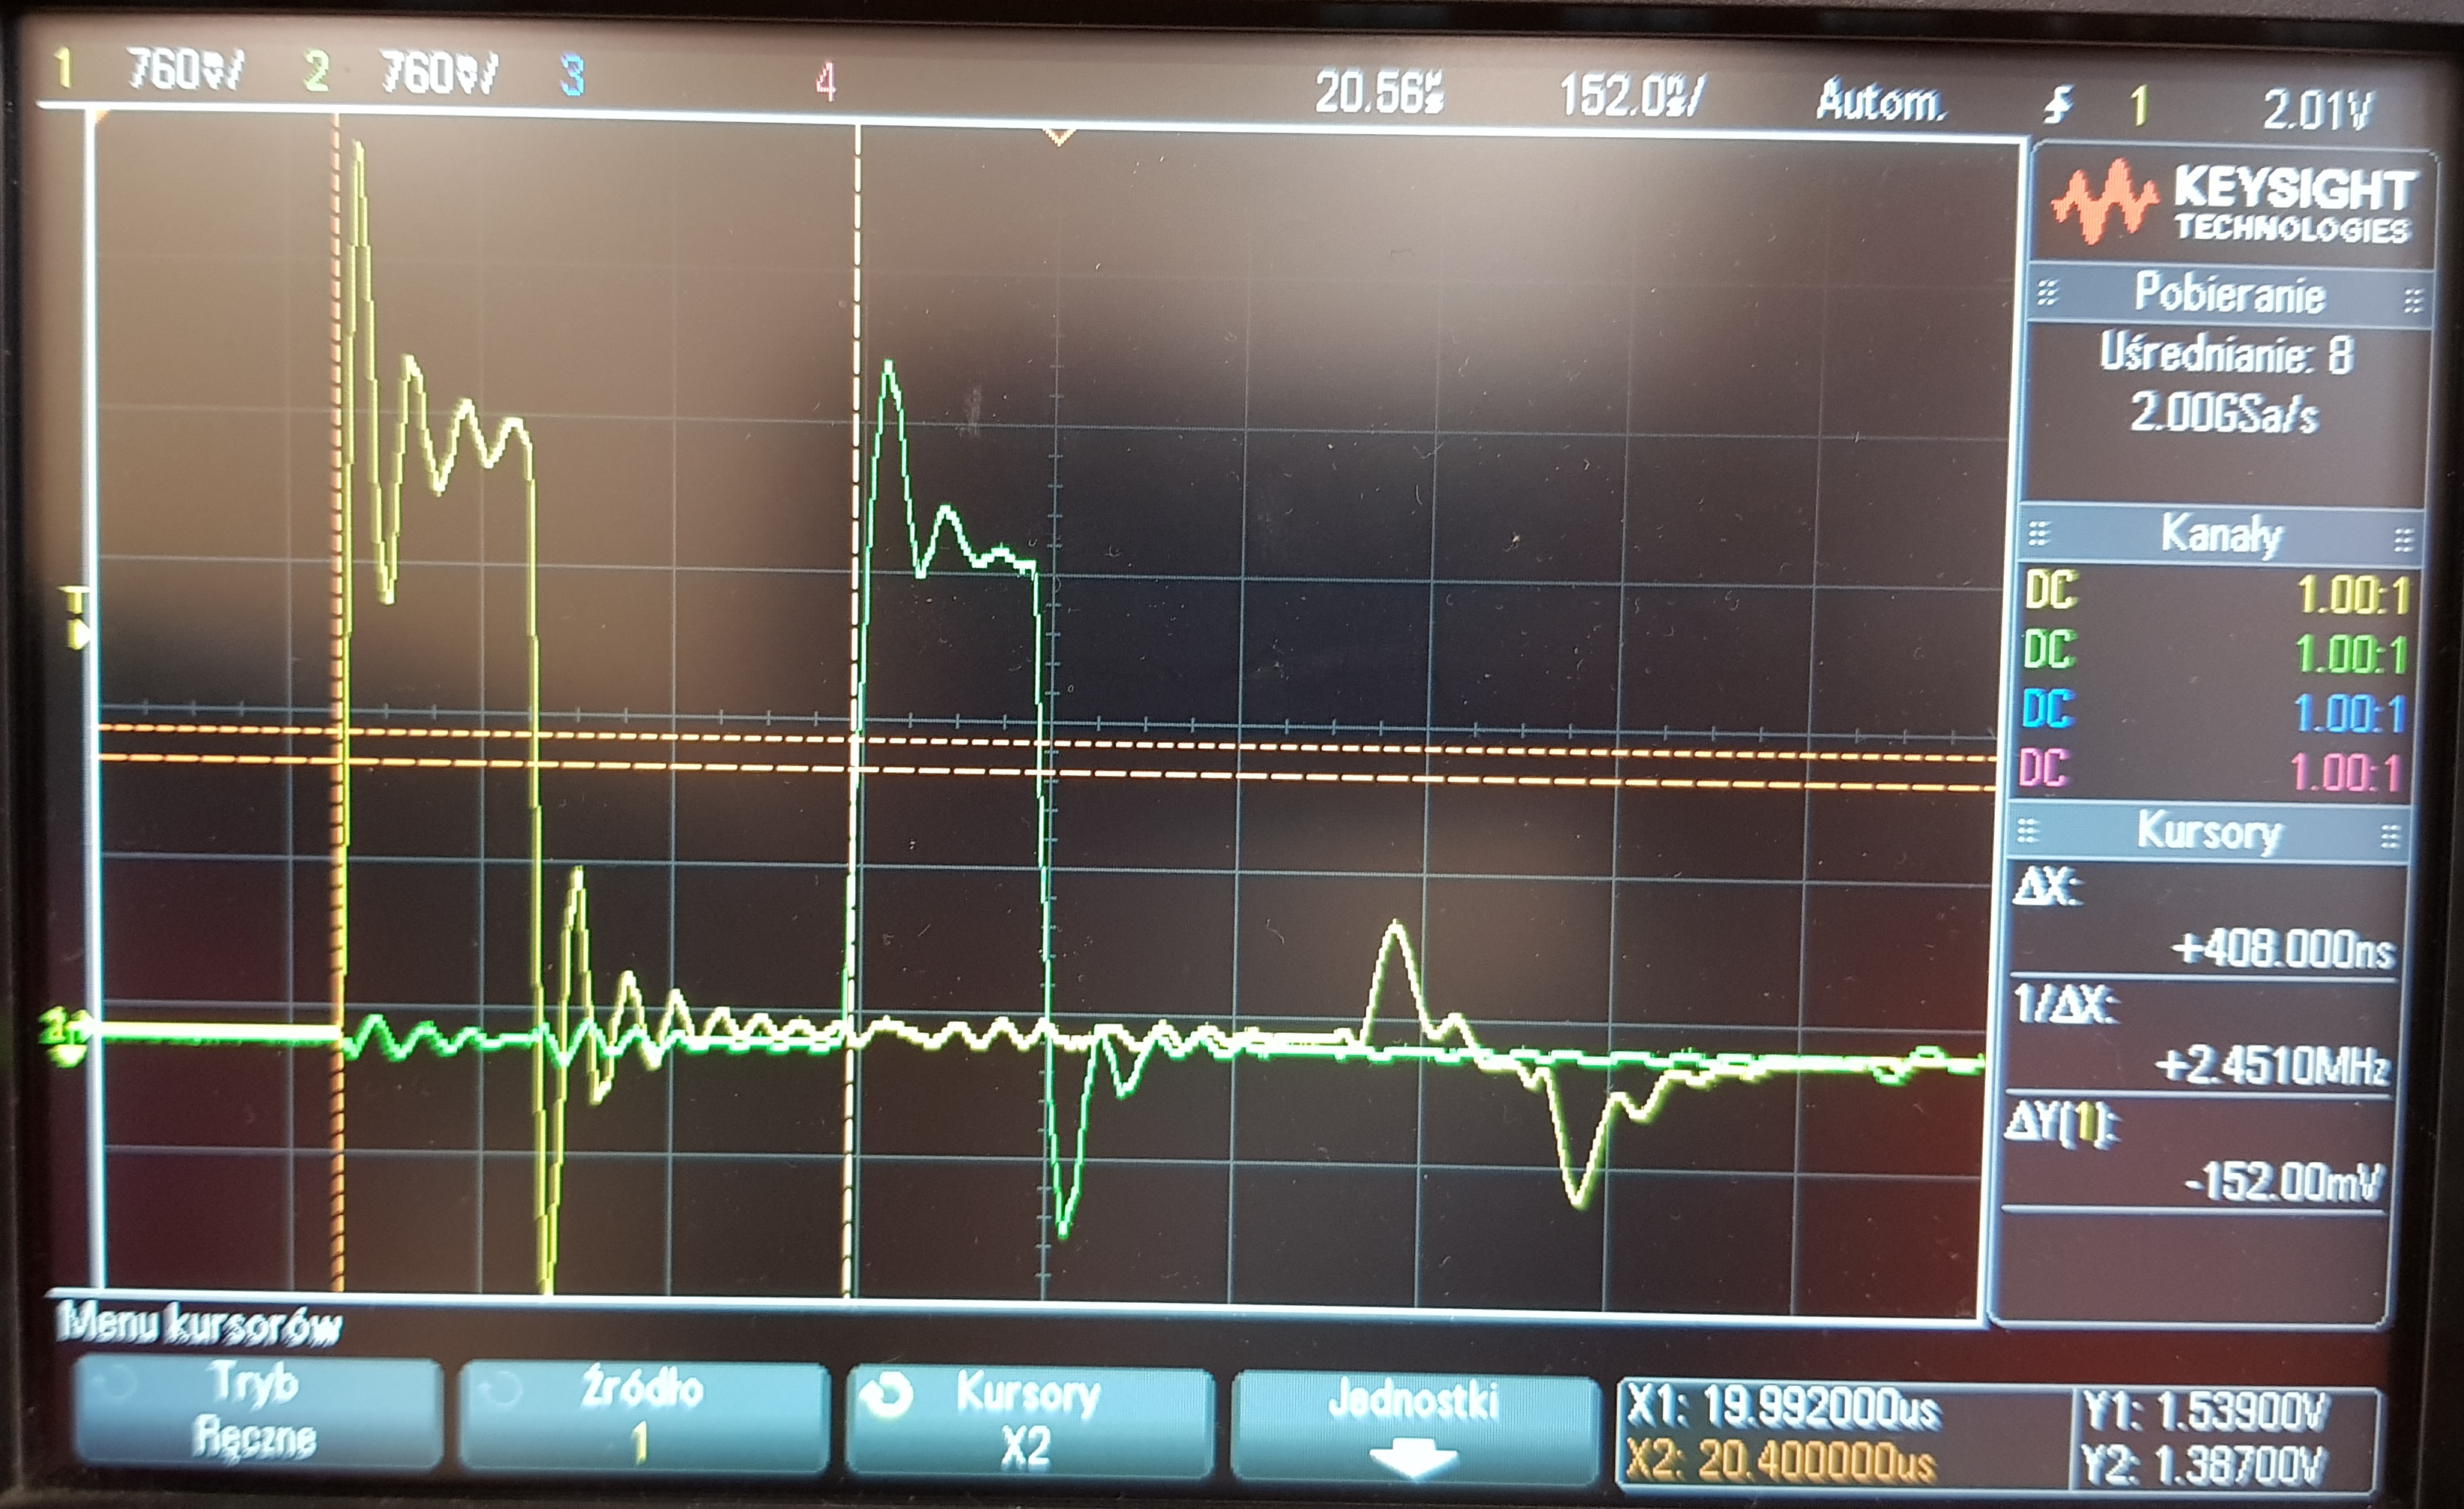 1 760mV/ 2 760mV/ 3 4 20.56µs 152.0ns/ Autom. 1 2.01V
KEYSIGHT
TECHNOLOGIES
Pobieranie
Uśrednianie: 8
2.00GSa/s
Kanały
DC 1.00:1
DC 1.00:1
DC 1.00:1
DC 1.00:1
Kursory
ΔX:
+408.000ns
1/ΔX:
+2.4510MHz
ΔY(1):
-152.00mV
T
Menu kursorów
Tryb
Ręczne
Źródło
1
Kursory
X2
Jednostki
X1: 19.992000us
X2: 20.400000us
Y1: 1.53900V
Y2: 1.38700V